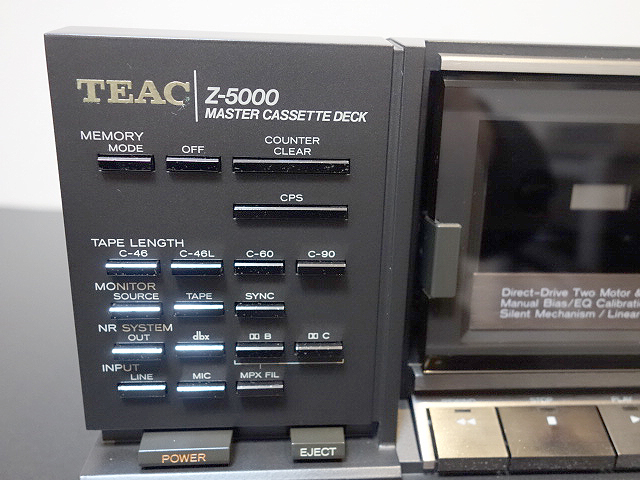 TEAC
Z-5000
MASTER CASSETTE DECK
MEMORY
MODE OFF
COUNTER
CLEAR
CPS
TAPE LENGTH
C-46 C-46L C-60 C-90
MONITOR
SOURCE TAPE SYNC
NR SYSTEM
OUT dbx B C
INPUT
LINE MIC MPX FIL
POWER EJECT
Direct-Drive Two Motor &
Manual Bias/EQ
Silent Mechanism / Linear
STOP